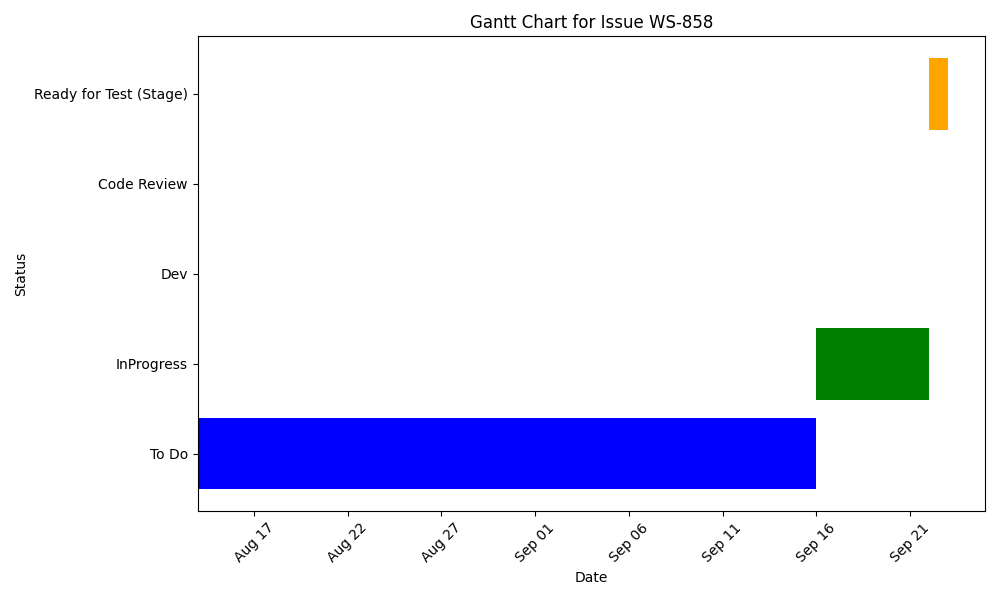 Gantt Chart for Issue WS-858
Ready for Test (Stage)
Code Review
Dev
InProgress
To Do
Status
Aug 17
Aug 22
Aug 27
Sep 01
Sep 06
Sep 11
Sep 16
Sep 21
Date